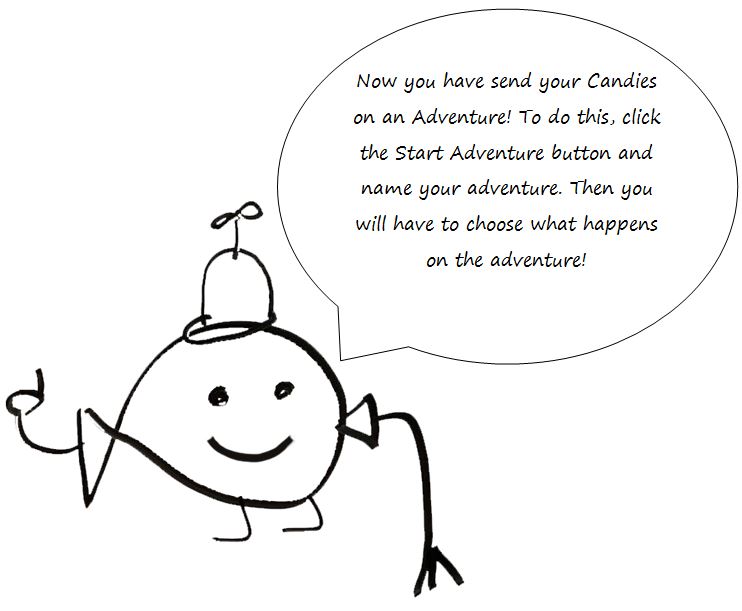 Now you have send your Candies
on an Adventure! To do this, click
the Start Adventure button and
name your adventure. Then you
will have to choose what happens
on the adventure!